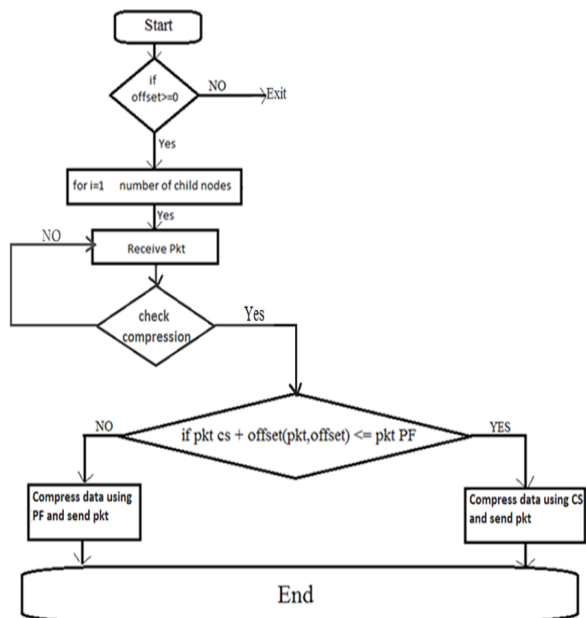 Start
if
offset>=0
NO
Exit
Yes
for i=1 number of child nodes
Yes
NO
Receive Pkt
check
compression
Yes
if pkt cs + offset(pkt,offset) <= pkt PF
NO
YES
Compress data using
PF and send pkt
Compress data using CS
and send pkt
End